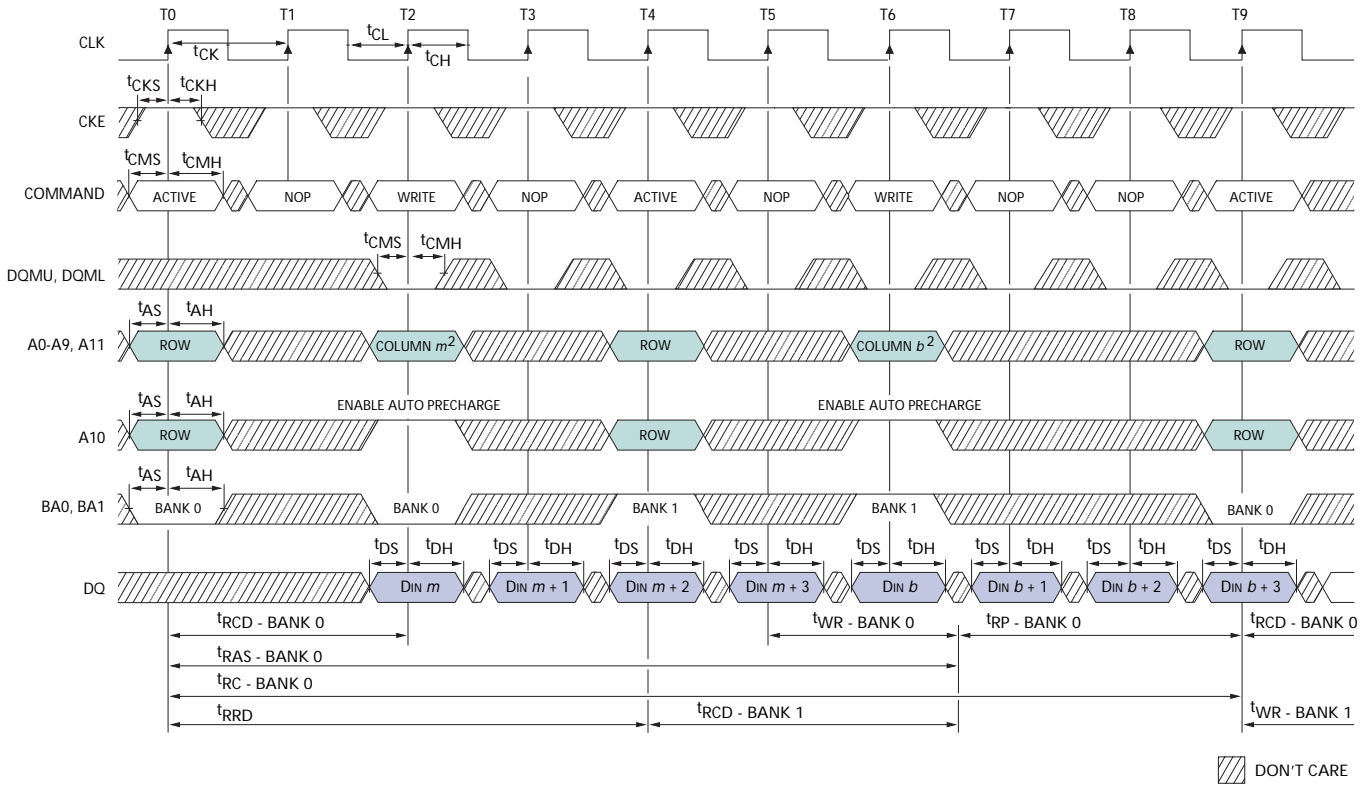 T0 T1 T2 T3 T4 T5 T6 T7 T8 T9
CLK
tCK tCL tCH
tCKS tCKH
CKE
tCMS tCMH
COMMAND ACTIVE NOP WRITE NOP ACTIVE NOP WRITE NOP NOP ACTIVE
tCMS tCMH
DQMU, DQML
tAS tAH
A0-A9, A11 ROW COLUMN m2 ROW COLUMN b2 ROW
tAS tAH ENABLE AUTO PRECHARGE ENABLE AUTO PRECHARGE
A10 ROW ROW ROW
tAS tAH
BA0, BA1 BANK 0 BANK 0 BANK 1 BANK 1 BANK 0
tDS tDH tDS tDH tDS tDH tDS tDH tDS tDH tDS tDH tDS tDH tDS tDH
DQ DIN m DIN m + 1 DIN m + 2 DIN m + 3 DIN b DIN b + 1 DIN b + 2 DIN b + 3
tRCD - BANK 0 tWR - BANK 0 tRP - BANK 0 tRCD - BANK 0
tRAS - BANK 0
tRC - BANK 0
tRRD tRCD - BANK 1 tWR - BANK 1
DON'T CARE